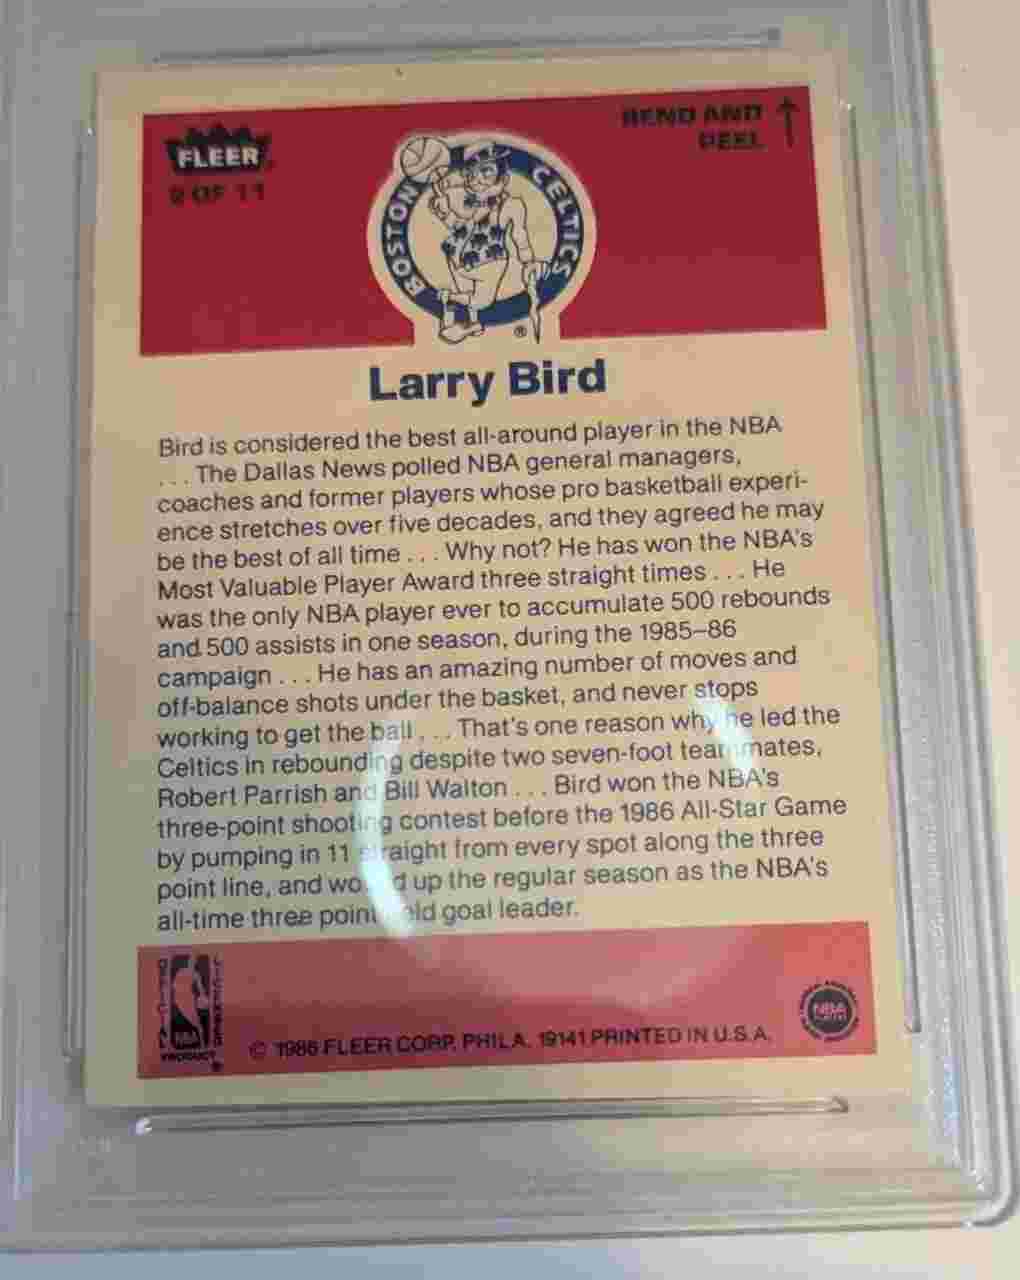 FLEER
2 OF 11
BEND AND
PEEL
BOSTON CELTICS
®
Larry Bird
Bird is considered the best all-around player in the NBA
. . . The Dallas News polled NBA general managers,
coaches and former players whose pro basketball experi-
ence stretches over five decades, and they agreed he may
be the best of all time . . . Why not? He has won the NBA's
Most Valuable Player Award three straight times . . . He
was the only NBA player ever to accumulate 500 rebounds
and 500 assists in one season, during the 1985–86
campaign . . . He has an amazing number of moves and
off-balance shots under the basket, and never stops
working to get the ball . . . That's one reason why he led the
Celtics in rebounding despite two seven-foot teammates,
Robert Parrish and Bill Walton . . . Bird won the NBA's
three-point shooting contest before the 1986 All-Star Game
by pumping in 11 straight from every spot along the three
point line, and wound up the regular season as the NBA's
all-time three point field goal leader.
NBA
PRODUCT
© 1986 FLEER CORP. PHILA. 19141 PRINTED IN U.S.A.
NBA
PLAYERS